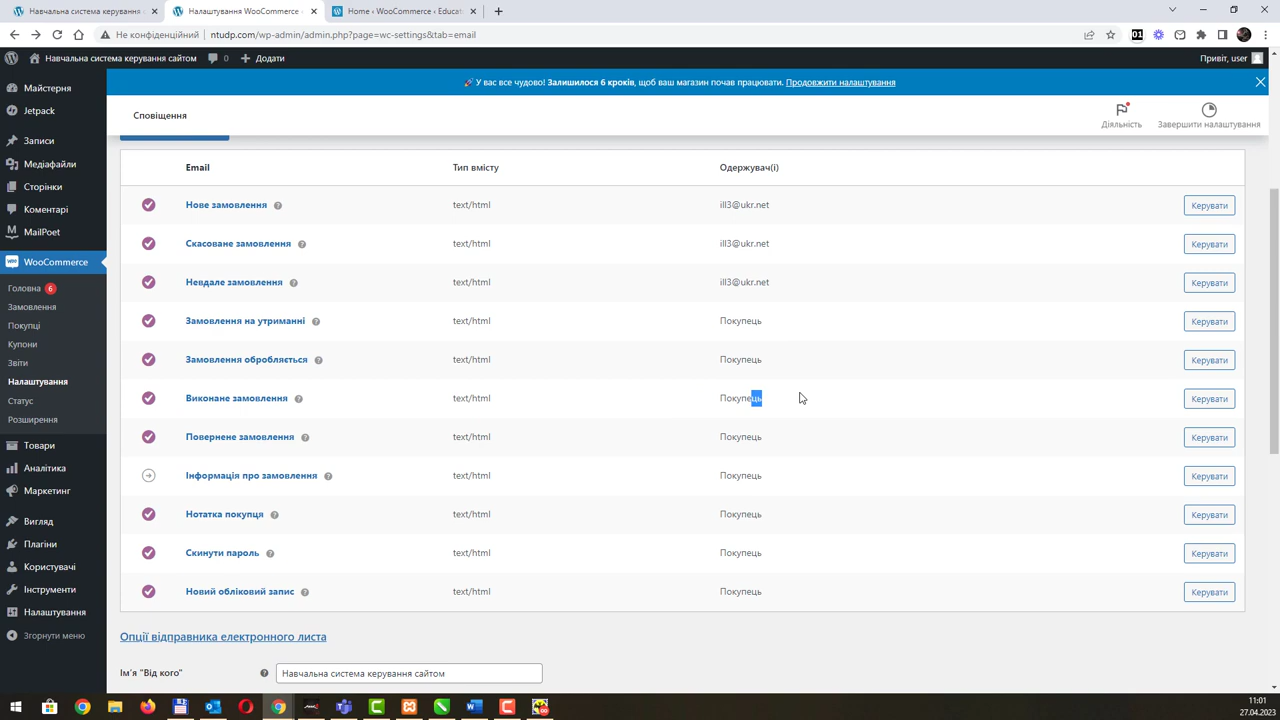 Навчальна система керування
Налаштування WooCommerce -
Home ‹ WooCommerce ‹ Educat
Не конфіденційний
ntudp.com/wp-admin/admin.php?page=wc-settings&tab=email
01
Навчальна система керування сайтом
0
Додати
Привіт, user
Майстерня
Jetpack
Записи
Медіафайли
Сторінки
Коментарі
MailPoet
WooCommerce
Головна 6
Замовлення
Покупці
Купони
Звіти
Налаштування
Статус
Розширення
Товари
Аналітика
Маркетинг
Вигляд
Плагіни
Користувачі
Інструменти
Налаштування
Згорнути меню
У вас все чудово! Залишилося 6 кроків, щоб ваш магазин почав працювати. Продовжити налаштування
Сповіщення
Діяльність
Завершити налаштування
Email Тип вмісту Одержувач(і)
Нове замовлення text/html ill3@ukr.net Керувати
Скасоване замовлення text/html ill3@ukr.net Керувати
Невдале замовлення text/html ill3@ukr.net Керувати
Замовлення на утриманні text/html Покупець Керувати
Замовлення обробляється text/html Покупець Керувати
Виконане замовлення text/html Покупець Керувати
Повернене замовлення text/html Покупець Керувати
Інформація про замовлення text/html Покупець Керувати
Нотатка покупця text/html Покупець Керувати
Скинути пароль text/html Покупець Керувати
Новий обліковий запис text/html Покупець Керувати
Опції відправника електронного листа
Ім'я "Від кого" Навчальна система керування сайтом
11:01
27.04.2023